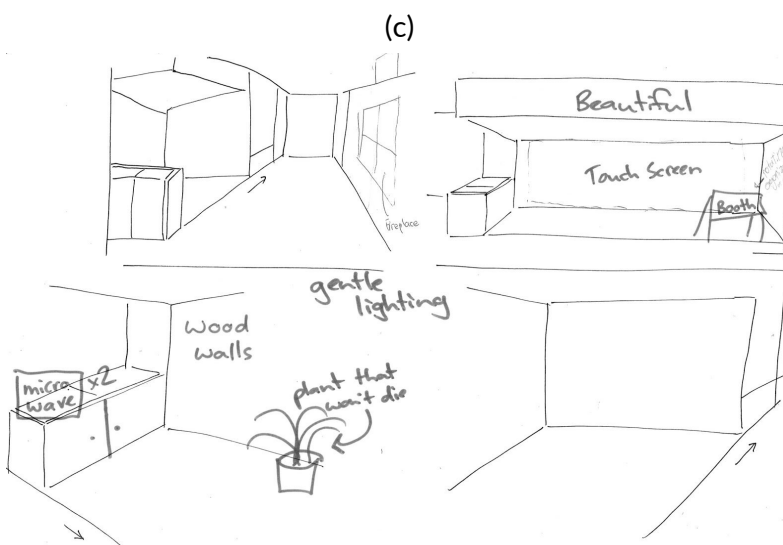 (c)
fireplace
Beautiful
Touch Screen
Booth
gentle
lighting
wood
walls
micro
wave
x2
plant that
won't die